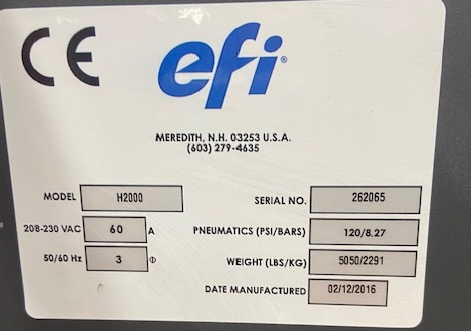 CE
efi
MEREDITH, N.H. 03253 U.S.A.
(603) 279-4635
MODEL H2000
SERIAL NO. 262065
208-230 VAC 60 A
PNEUMATICS (PSI/BARS) 120/8.27
50/60 Hz 3 Φ
WEIGHT (LBS/KG) 5050/2291
DATE MANUFACTURED 02/12/2016